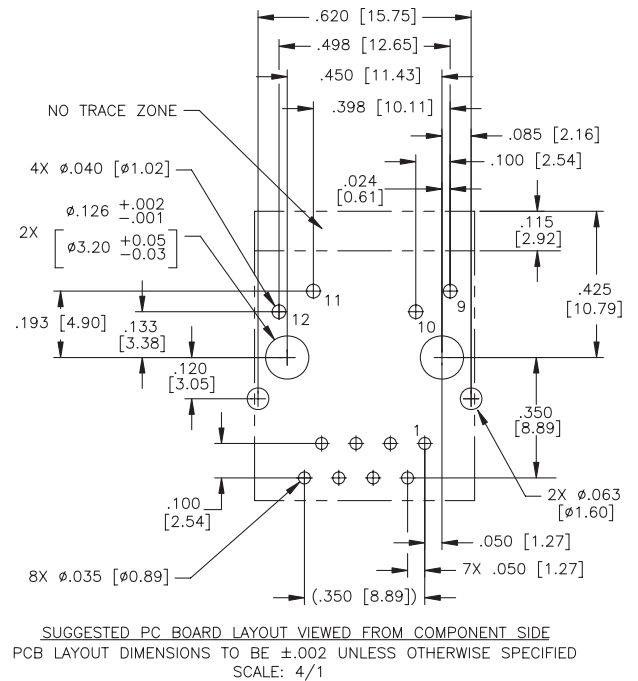 .620 [15.75]
.498 [12.65]
.450 [11.43]
NO TRACE ZONE
.398 [10.11]
.085 [2.16]
4X ø.040 [ø1.02]
.100 [2.54]
.024
[0.61]
ø.126 +.002
-.001
2X
[ø3.20 +0.05
-0.03]
.115
[2.92]
.425
[10.79]
11
9
12
10
.193 [4.90]
.133
[3.38]
.120
[3.05]
.350
[8.89]
1
.100
[2.54]
2X ø.063
[ø1.60]
.050 [1.27]
8X ø.035 [ø0.89]
7X .050 [1.27]
(.350 [8.89])
SUGGESTED PC BOARD LAYOUT VIEWED FROM COMPONENT SIDE
PCB LAYOUT DIMENSIONS TO BE ±.002 UNLESS OTHERWISE SPECIFIED
SCALE: 4/1